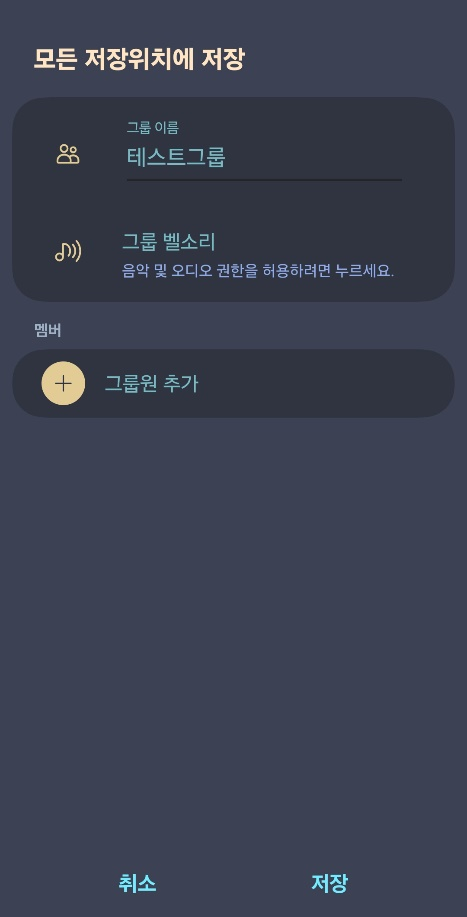 모든 저장위치에 저장
그룹 이름
테스트그룹
그룹 벨소리
음악 및 오디오 권한을 허용하려면 누르세요.
멤버
그룹원 추가
취소
저장